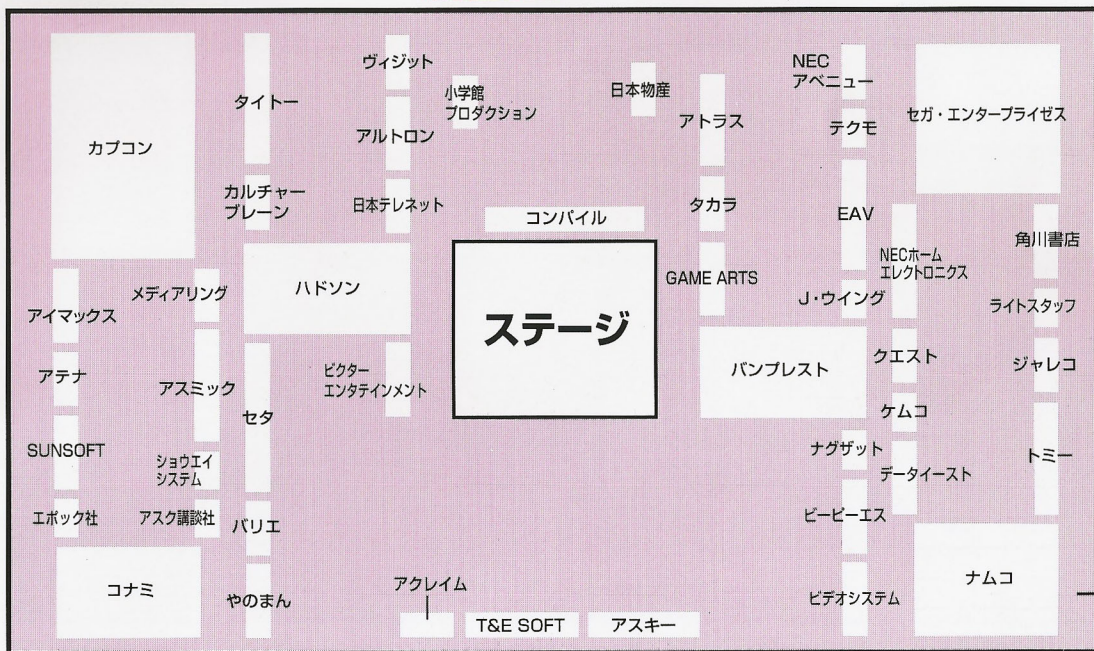 カプコン
タイトー
カルチャー
ブレーン
ヴィジット
アルトロン
日本テレネット
小学館
プロダクション
日本物産
アトラス
タカラ
GAME ARTS
コンパイル
ステージ
NEC
アベニュー
テクモ
EAV
J・ウイング
セガ・エンタープライゼス
NECホーム
エレクトロニクス
角川書店
ライトスタッフ
ジャレコ
トミー
クエスト
ケムコ
データイースト
バンプレスト
ナグザット
ビーピーエス
ビデオシステム
ナムコ
メディアリング
ハドソン
アイマックス
アテナ
アスミック
SUNSOFT
ショウエイ
システム
エポック社
アスク講談社
セタ
ビクター
エンタテインメント
バリエ
やのまん
コナミ
アクレイム
T&E SOFT
アスキー